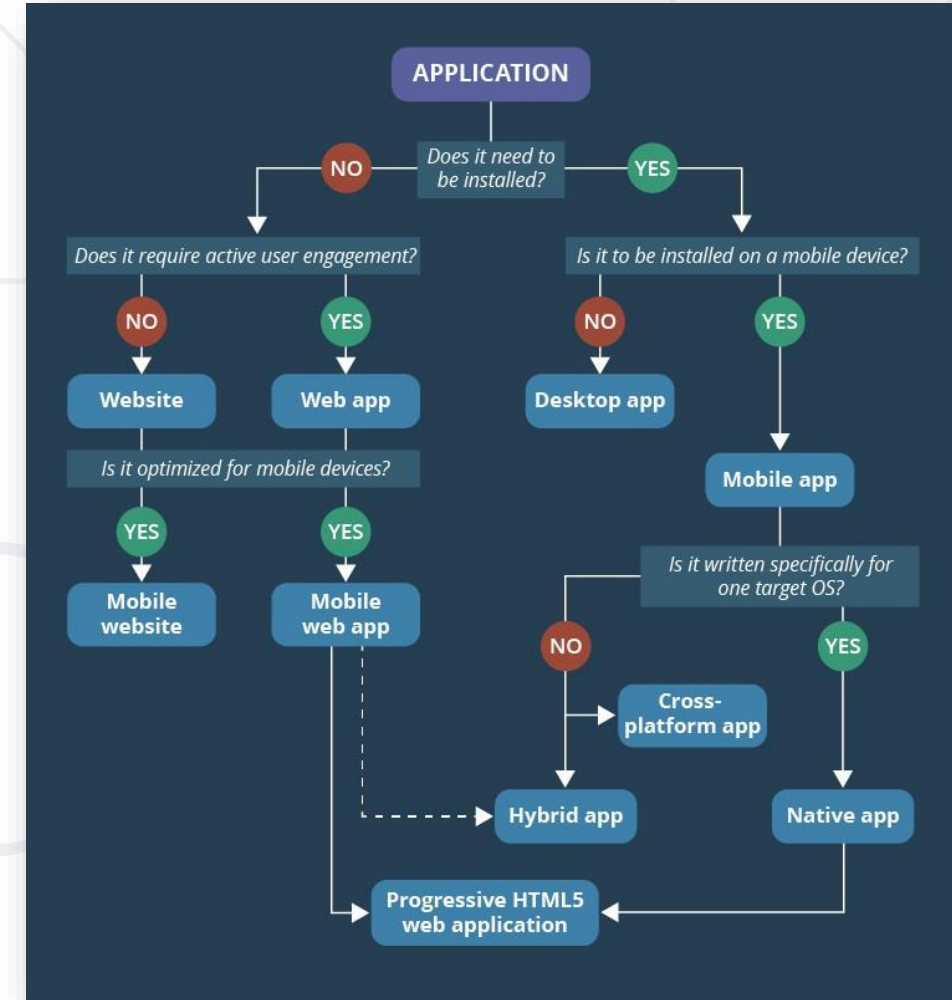 APPLICATION
Does it need to
be installed?
NO
YES
Does it require active user engagement?
Is it to be installed on a mobile device?
NO
YES
NO
YES
Website
Web app
Desktop app
Is it optimized for mobile devices?
Mobile app
YES
YES
Is it written specifically for
one target OS?
Mobile
website
Mobile
web app
NO
YES
Cross-
platform app
Hybrid app
Native app
Progressive HTML5
web application